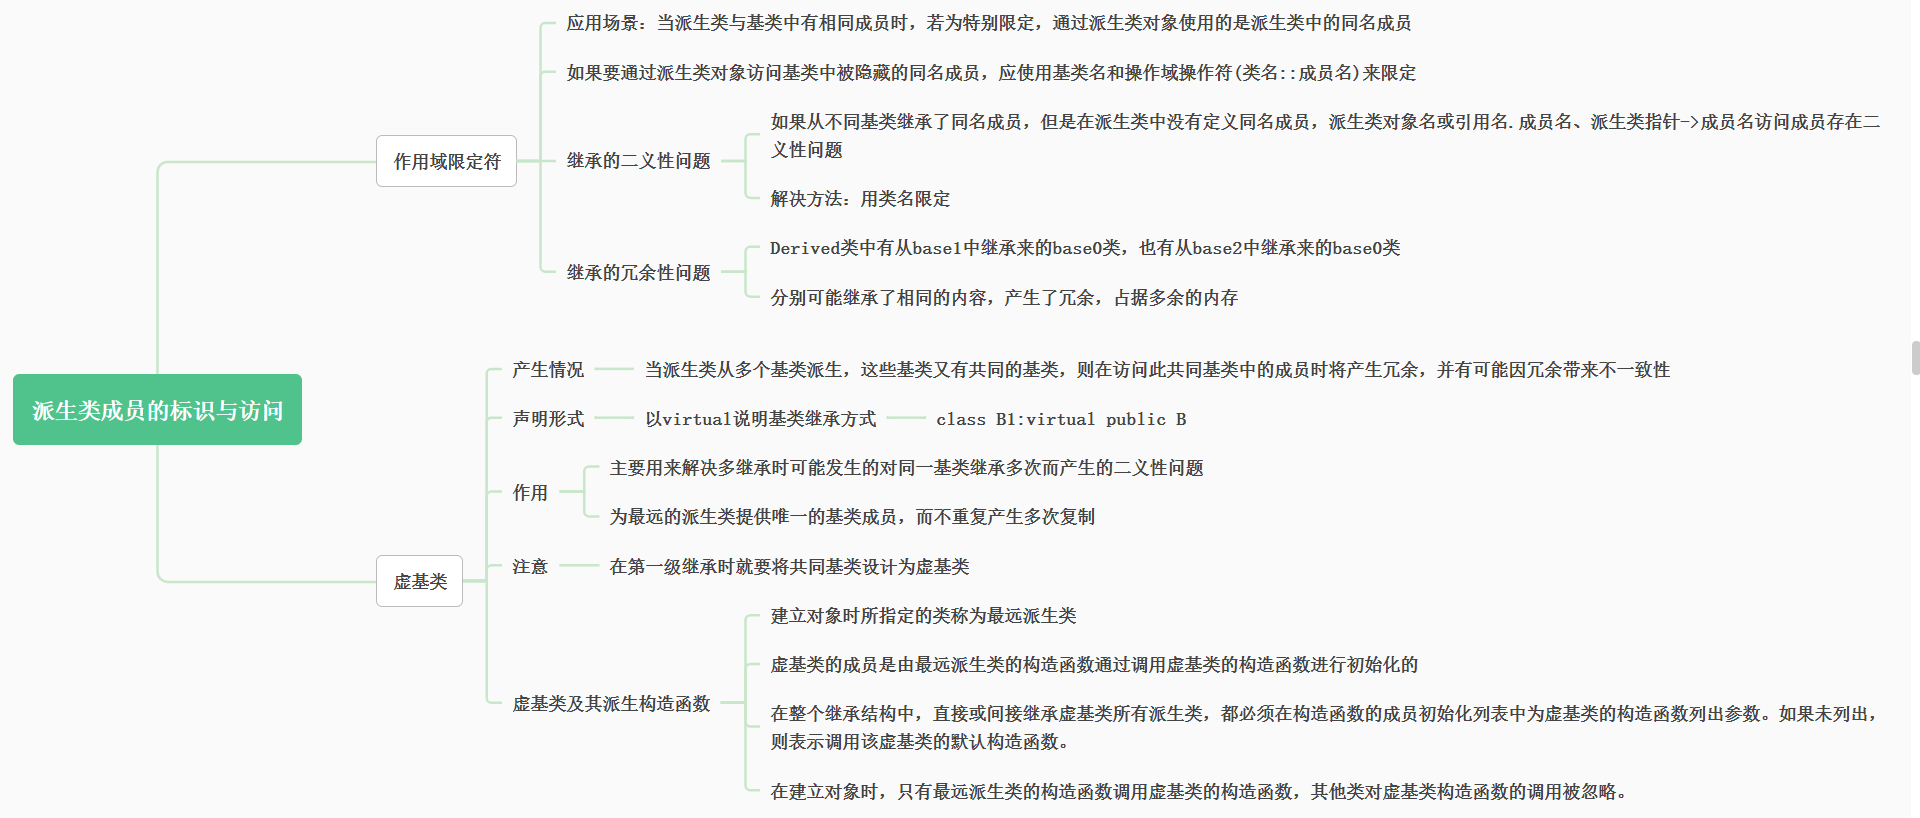 派生类成员的标识与访问
作用域限定符
应用场景：当派生类与基类中有相同成员时，若为特别限定，通过派生类对象使用的是派生类中的同名成员
如果要通过派生类对象访问基类中被隐藏的同名成员，应使用基类名和操作域操作符(类名::成员名)来限定
继承的二义性问题
如果从不同基类继承了同名成员，但是在派生类中没有定义同名成员，派生类对象名或引用名.成员名、派生类指针->成员名访问成员存在二
义性问题
解决方法：用类名限定
继承的冗余性问题
Derived类中有从base1中继承来的base0类，也有从base2中继承来的base0类
分别可能继承了相同的内容，产生了冗余，占据多余的内存
虚基类
产生情况
当派生类从多个基类派生，这些基类又有共同的基类，则在访问此共同基类中的成员时将产生冗余，并有可能因冗余带来不一致性
声明形式
以virtual说明基类继承方式
class B1:virtual public B
作用
主要用来解决多继承时可能发生的对同一基类继承多次而产生的二义性问题
为最远的派生类提供唯一的基类成员，而不重复产生多次复制
注意
在第一级继承时就要将共同基类设计为虚基类
虚基类及其派生构造函数
建立对象时所指定的类称为最远派生类
虚基类的成员是由最远派生类的构造函数通过调用虚基类的构造函数进行初始化的
在整个继承结构中，直接或间接继承虚基类所有派生类，都必须在构造函数的成员初始化列表中为虚基类的构造函数列出参数。如果未列出，
则表示调用该虚基类的默认构造函数。
在建立对象时，只有最远派生类的构造函数调用虚基类的构造函数，其他类对虚基类构造函数的调用被忽略。